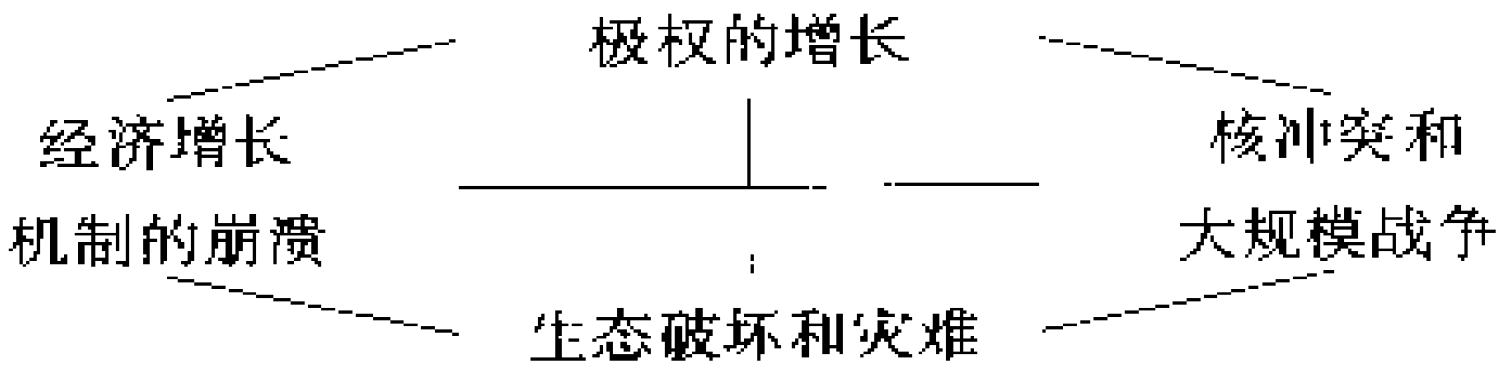 极权的增长
经济增长
机制的崩溃
核冲突和
大规模战争
生态破坏和灾难